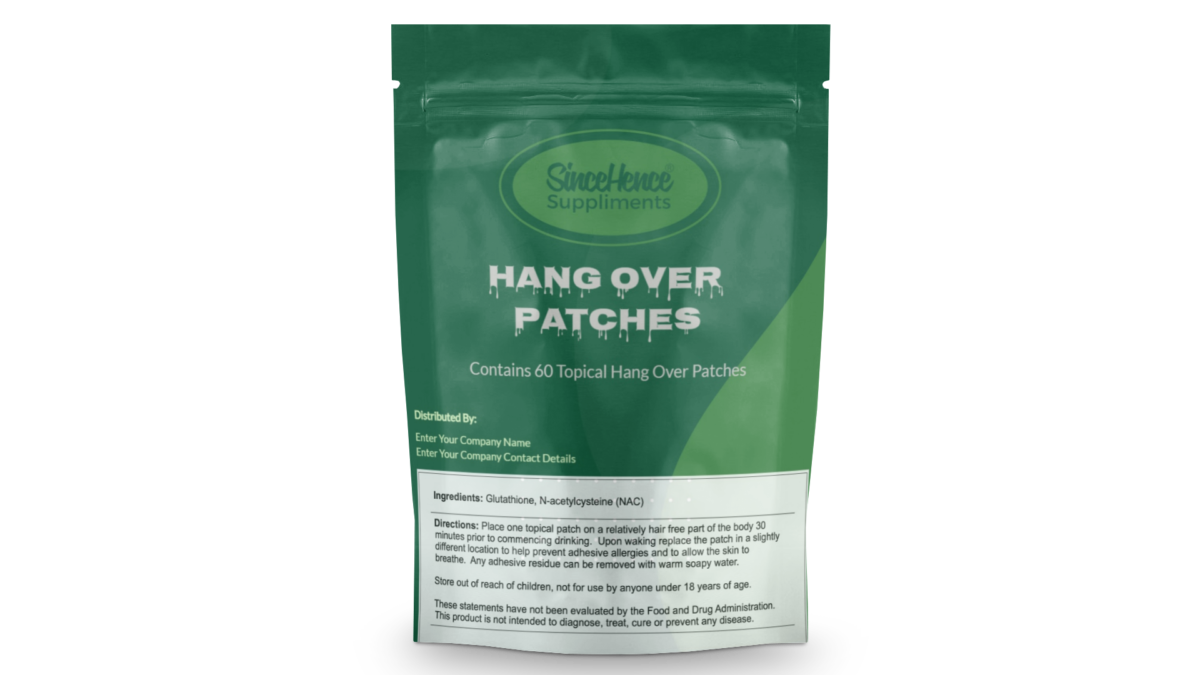 SinceHence®
Suppliments
HANG OVER
PATCHES
Contains 60 Topical Hang Over Patches
Distributed By:
Enter Your Company Name
Enter Your Company Contact Details
Ingredients: Glutathione, N-acetylcysteine (NAC)
Directions: Place one topical patch on a relatively hair free part of the body 30
minutes prior to commencing drinking. Upon waking replace the patch in a slightly
different location to help prevent adhesive allergies and to allow the skin to
breathe. Any adhesive residue can be removed with warm soapy water.
Store out of reach of children, not for use by anyone under 18 years of age.
These statements have not been evaluated by the Food and Drug Administration.
This product is not intended to diagnose, treat, cure or prevent any disease.